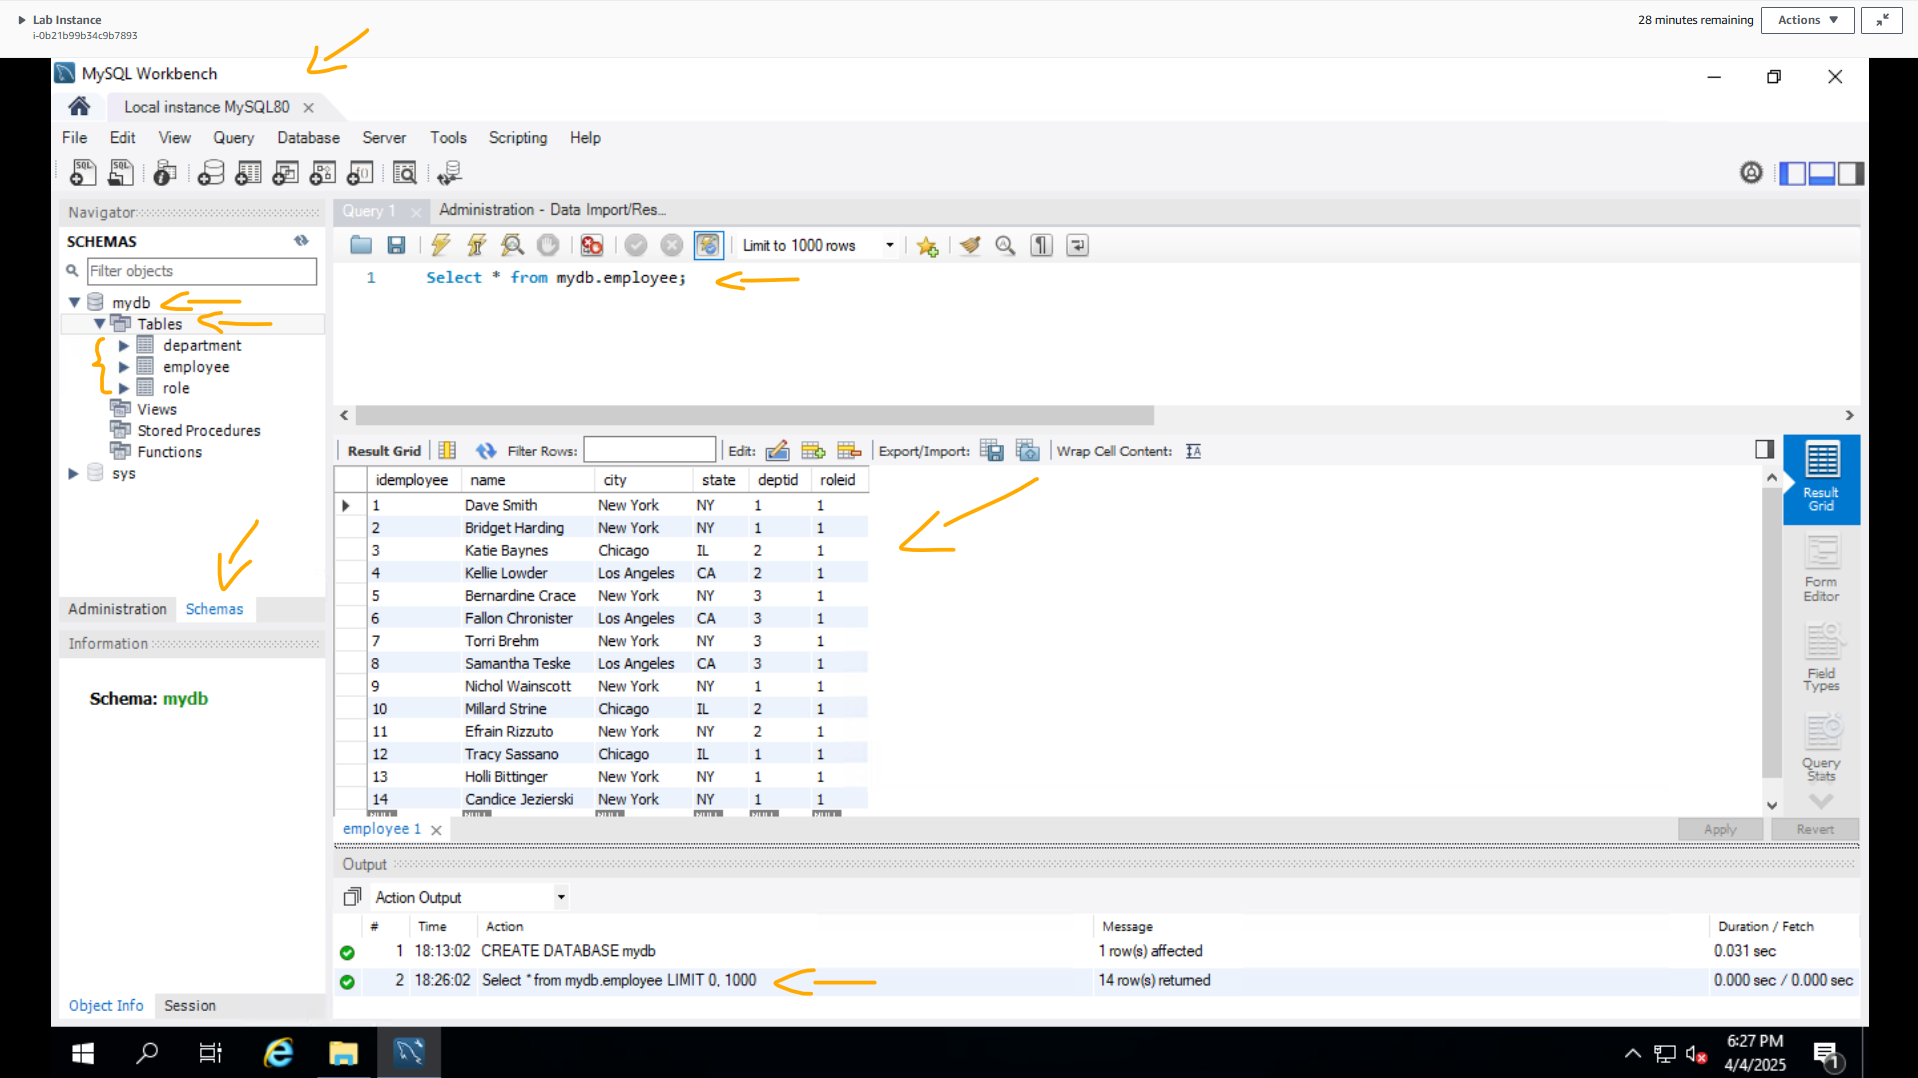 Lab Instance
i-0b21b99b34c9b7893
28 minutes remaining
Actions
MySQL Workbench
Local instance MySQL80
File Edit View Query Database Server Tools Scripting Help
Navigator
SCHEMAS
Filter objects
mydb
Tables
department
employee
role
Views
Stored Procedures
Functions
sys
Administration Schemas
Information
Schema: mydb
Object Info Session
Query 1 Administration - Data Import/Res...
Limit to 1000 rows
1 Select * from mydb.employee;
Result Grid Filter Rows: Edit: Export/Import: Wrap Cell Content:
idemployee name city state deptid roleid
1 Dave Smith New York NY 1 1
2 Bridget Harding New York NY 1 1
3 Katie Baynes Chicago IL 2 1
4 Kellie Lowder Los Angeles CA 2 1
5 Bernardine Crace New York NY 3 1
6 Fallon Chronister Los Angeles CA 3 1
7 Torri Brehm New York NY 3 1
8 Samantha Teske Los Angeles CA 3 1
9 Nichol Wainscott New York NY 1 1
10 Millard Strine Chicago IL 2 1
11 Efrain Rizzuto New York NY 2 1
12 Tracy Sassano Chicago IL 1 1
13 Holli Bittinger New York NY 1 1
14 Candice Jezierski New York NY 1 1
Result
Grid
Form
Editor
Field
Types
Query
Stats
employee 1
Apply Revert
Output
Action Output
# Time Action Message Duration / Fetch
1 18:13:02 CREATE DATABASE mydb 1 row(s) affected 0.031 sec
2 18:26:02 Select * from mydb.employee LIMIT 0, 1000 14 row(s) returned 0.000 sec / 0.000 sec
6:27 PM
4/4/2025
1